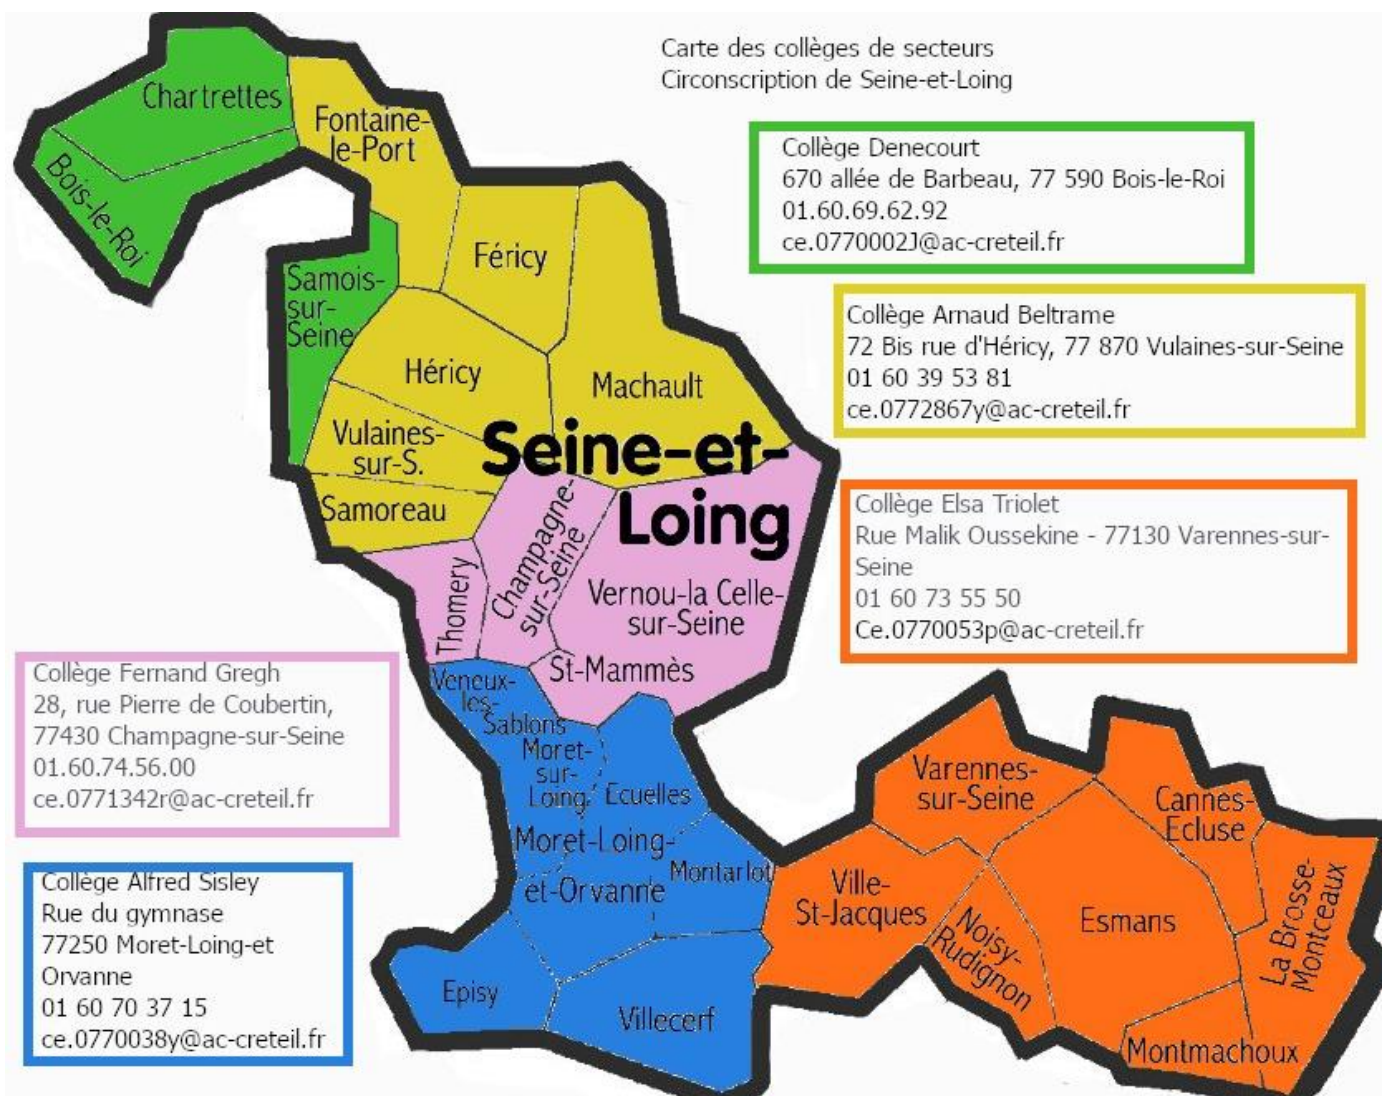 Carte des collèges de secteurs
Circonscription de Seine-et-Loing
Chartrettes
Bois-le-Roi
Fontaine-
le-Port
Samois-
sur-
Seine
Féricy
Héricy
Machault
Vulaines-
sur-S.
Samoreau
Seine-et-
Loing
Thomery
Champagne-
sur-Seine
Vernou-la Celle-
sur-Seine
St-Mammès
Veneux-
les-
Sablons
Moret-
sur-
Loing
Ecuelles
Moret-Loing-
et-Orvanne
Montarlot
Episy
Villecerf
Varennes-
sur-Seine
Cannes-
Ecluse
Ville-
St-Jacques
Noisy-
Rudignon
Esmans
La Brosse-
Montceaux
Montmachoux
Collège Denecourt
670 allée de Barbeau, 77 590 Bois-le-Roi
01.60.69.62.92
ce.0770002J@ac-creteil.fr
Collège Arnaud Beltrame
72 Bis rue d'Héricy, 77 870 Vulaines-sur-Seine
01 60 39 53 81
ce.0772867y@ac-creteil.fr
Collège Elsa Triolet
Rue Malik Oussekine - 77130 Varennes-sur-
Seine
01 60 73 55 50
Ce.0770053p@ac-creteil.fr
Collège Fernand Gregh
28, rue Pierre de Coubertin,
77430 Champagne-sur-Seine
01.60.74.56.00
ce.0771342r@ac-creteil.fr
Collège Alfred Sisley
Rue du gymnase
77250 Moret-Loing-et
Orvanne
01 60 70 37 15
ce.0770038y@ac-creteil.fr